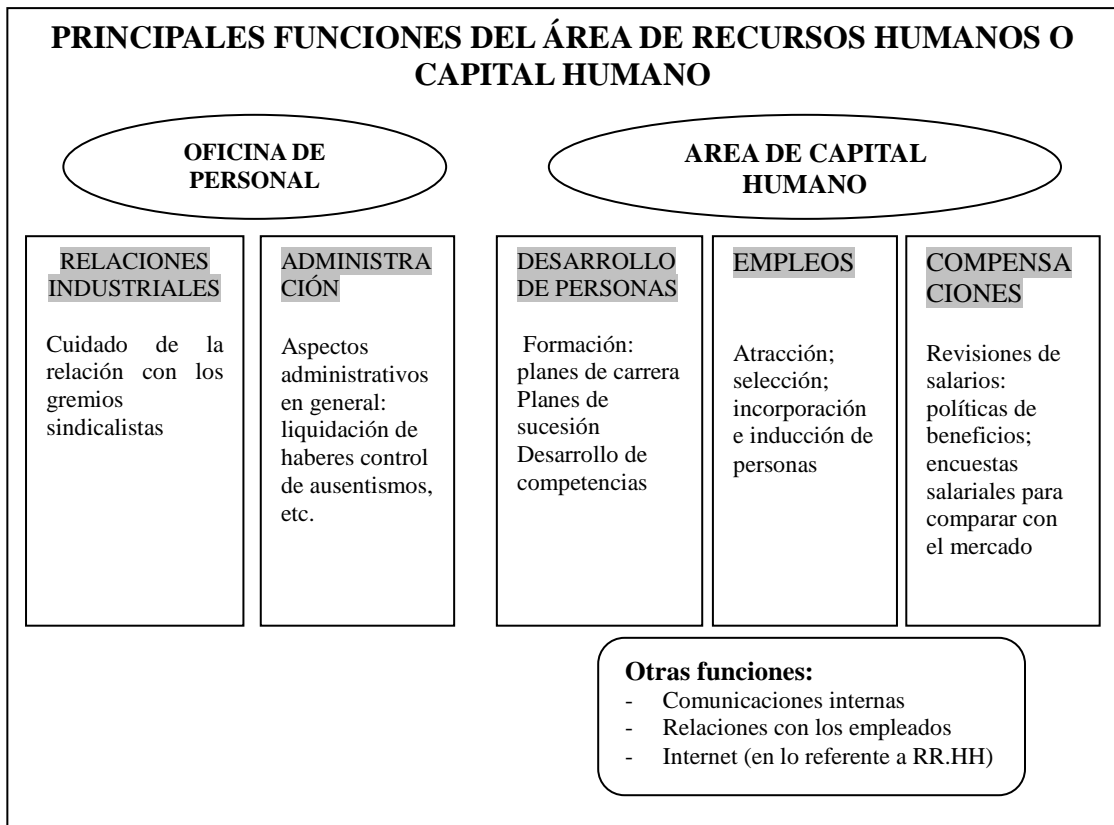 PRINCIPALES FUNCIONES DEL ÁREA DE RECURSOS HUMANOS O
CAPITAL HUMANO
OFICINA DE
PERSONAL
AREA DE CAPITAL
HUMANO
RELACIONES
INDUSTRIALES
Cuidado de la
relación con los
gremios
sindicalistas
ADMINISTRA
CIÓN
Aspectos
administrativos
en general:
liquidación de
haberes control
de ausentismos,
etc.
DESARROLLO
DE PERSONAS
Formación:
planes de carrera
Planes de
sucesión
Desarrollo de
competencias
EMPLEOS
Atracción;
selección;
incorporación
e inducción de
personas
COMPENSA
CIONES
Revisiones de
salarios:
políticas de
beneficios;
encuestas
salariales para
comparar con
el mercado
Otras funciones:
- Comunicaciones internas
- Relaciones con los empleados
- Internet (en lo referente a RR.HH)